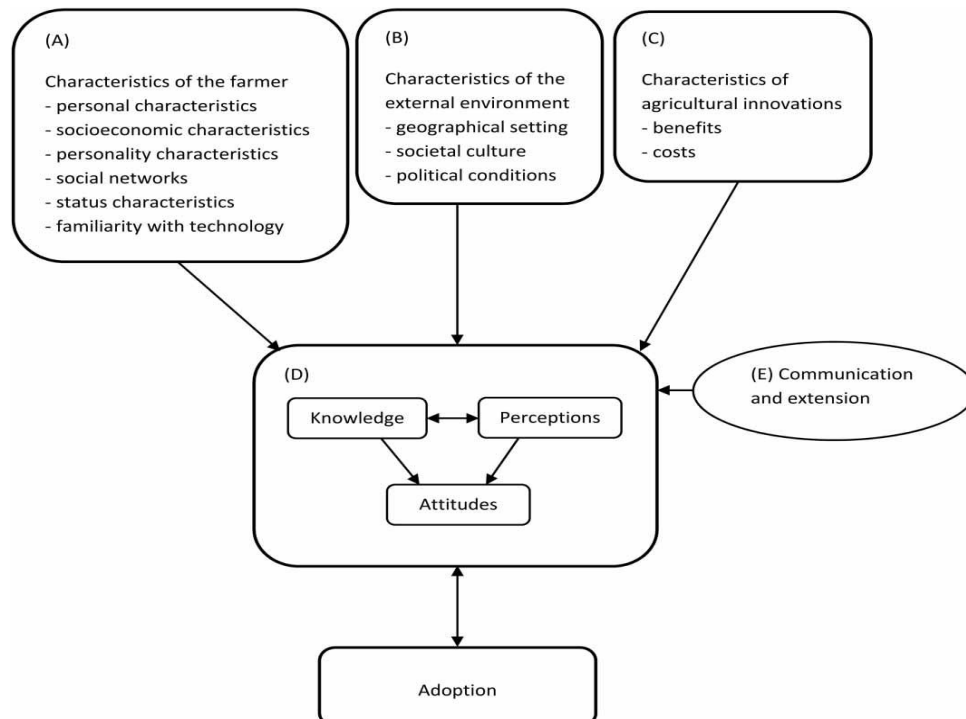 (A)
Characteristics of the farmer
- personal characteristics
- socioeconomic characteristics
- personality characteristics
- social networks
- status characteristics
- familiarity with technology
(B)
Characteristics of the
external environment
- geographical setting
- societal culture
- political conditions
(C)
Characteristics of
agricultural innovations
- benefits
- costs
(D)
Knowledge
Perceptions
Attitudes
(E) Communication
and extension
Adoption